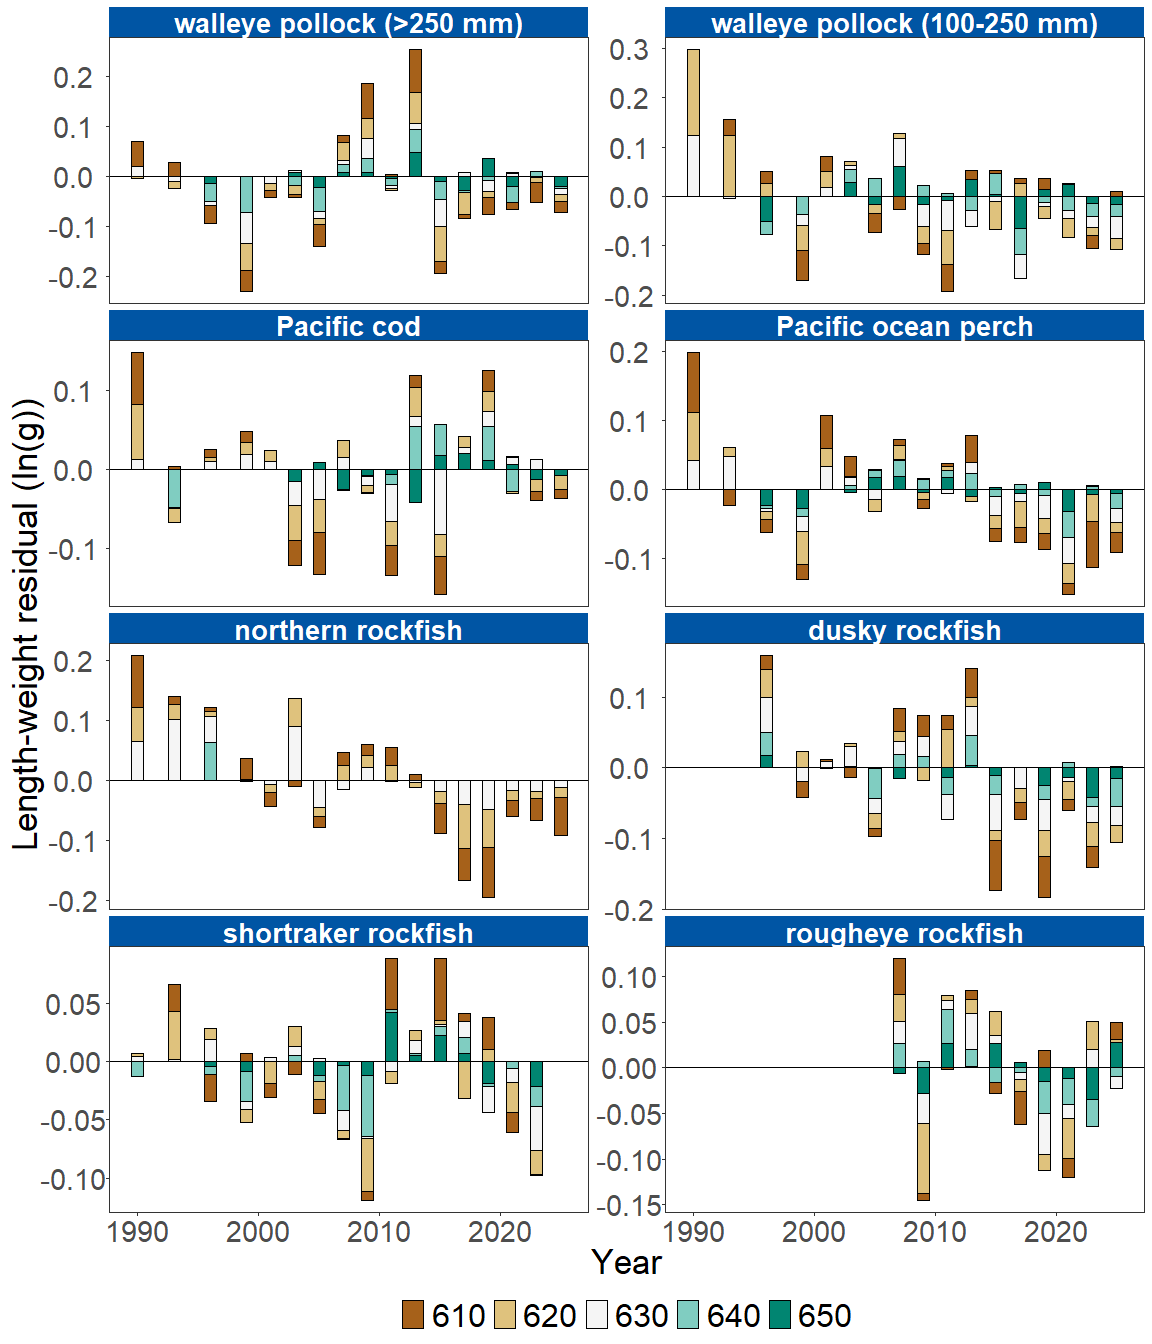 walleye pollock (>250 mm)
walleye pollock (100-250 mm)
0.2
0.1
0.0
-0.1
-0.2
0.3
0.2
0.1
0.0
-0.1
-0.2
Pacific cod
Pacific ocean perch
0.1
0.0
-0.1
0.2
0.1
0.0
-0.1
Length-weight residual (ln(g))
northern rockfish
dusky rockfish
0.2
0.1
0.0
-0.1
-0.2
0.1
0.0
-0.1
-0.2
shortraker rockfish
rougheye rockfish
0.05
0.00
-0.05
-0.10
0.10
0.05
0.00
-0.05
-0.10
-0.15
1990 2000 2010 2020
1990 2000 2010 2020
Year
610 620 630 640 650